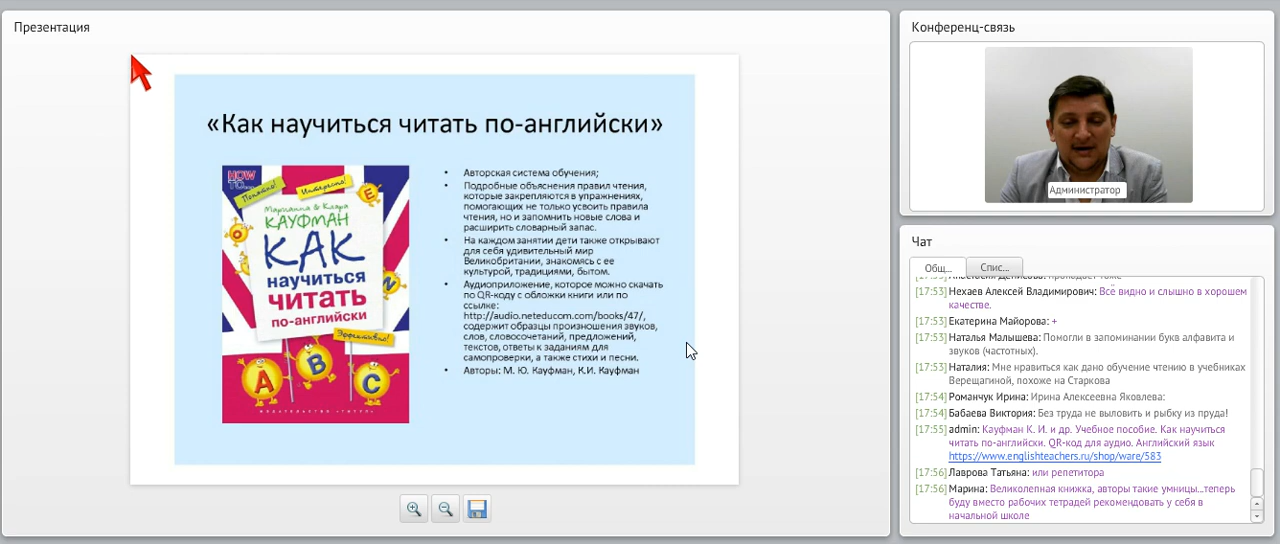 Презентация
«Как научиться читать по-английски»
HOW
TO...
Понятно!
Интересно!
Марианна & Клара
КАУФМАН
КАК
научиться
читать
по-английски
Эффективно!
A B C
E
ИЗДАТЕЛЬСТВО «ТИТУЛ»
• Авторская система обучения;
• Подробные объяснения правил чтения,
которые закрепляются в упражнениях,
помогающих не только усвоить правила
чтения, но и запомнить новые слова и
расширить словарный запас.
• На каждом занятии дети также открывают
для себя удивительный мир
Великобритании, знакомясь с ее
культурой, традициями, бытом.
• Аудиоприложение, которое можно скачать
по QR-коду с обложки книги или по
ссылке:
http://audio.neteducom.com/books/47/,
содержит образцы произношения звуков,
слов, словосочетаний, предложений,
текстов, ответы к заданиям для
самопроверки, а также стихи и песни.
• Авторы: М. Ю. Кауфман, К.И. Кауфман
Конференц-связь
Администратор
Чат
Общ... Спис...
[17:53] Нехаев Алексей Владимирович: Всё видно и слышно в хорошем
качестве.
[17:53] Екатерина Майорова: +
[17:53] Наталья Малышева: Помогли в запоминании букв алфавита и
звуков (частотных).
[17:53] Наталия: Мне нравиться как дано обучение чтению в учебниках
Верещагиной, похоже на Старкова
[17:54] Романчук Ирина: Ирина Алексеевна Яковлева:
[17:54] Бабаева Виктория: Без труда не выловить и рыбку из пруда!
[17:55] admin: Кауфман К. И. и др. Учебное пособие. Как научиться
читать по-английски. QR-код для аудио. Английский язык
https://www.englishteachers.ru/shop/ware/583
[17:56] Лаврова Татьяна: или репетитора
[17:56] Марина: Великолепная книжка, авторы такие умницы...теперь
буду вместо рабочих тетрадей рекомендовать у себя в
начальной школе